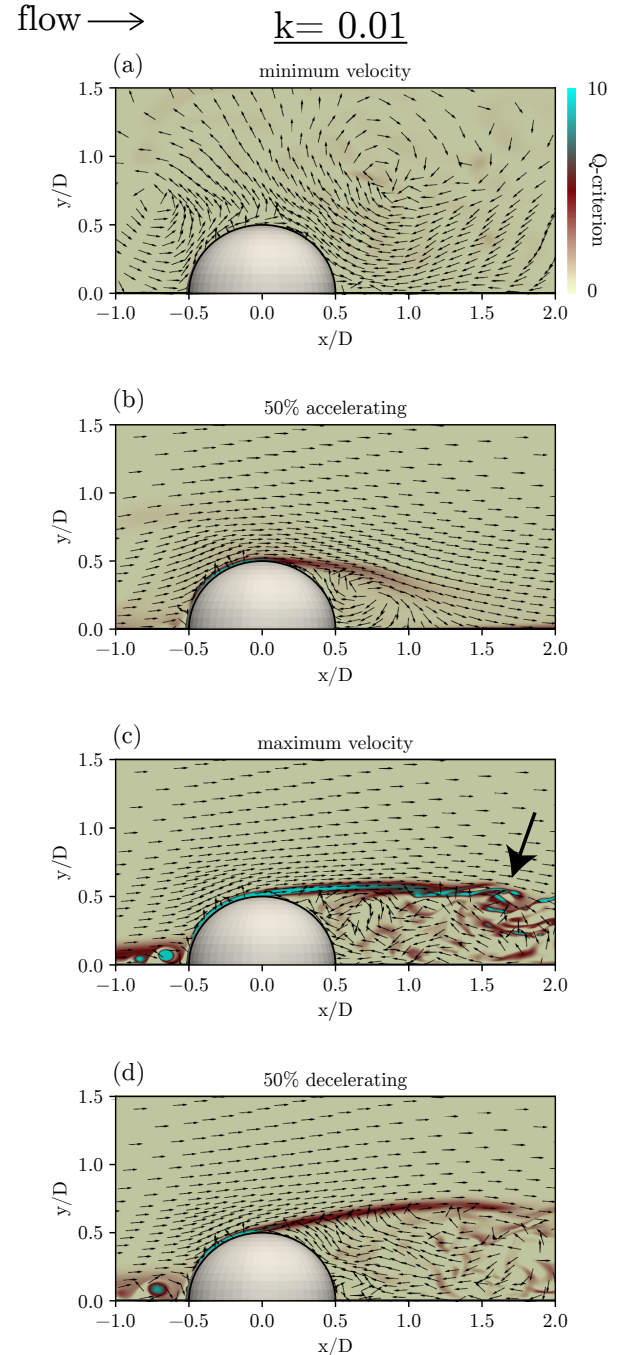 flow
k= 0.01
(a)
minimum velocity
1.5
1.0
0.5
0.0
y/D
−1.0 −0.5 0.0 0.5 1.0 1.5 2.0
x/D
10
Q-criterion
0
(b)
50% accelerating
1.5
1.0
0.5
0.0
y/D
−1.0 −0.5 0.0 0.5 1.0 1.5 2.0
x/D
(c)
maximum velocity
1.5
1.0
0.5
0.0
y/D
−1.0 −0.5 0.0 0.5 1.0 1.5 2.0
x/D
(d)
50% decelerating
1.5
1.0
0.5
0.0
y/D
−1.0 −0.5 0.0 0.5 1.0 1.5 2.0
x/D